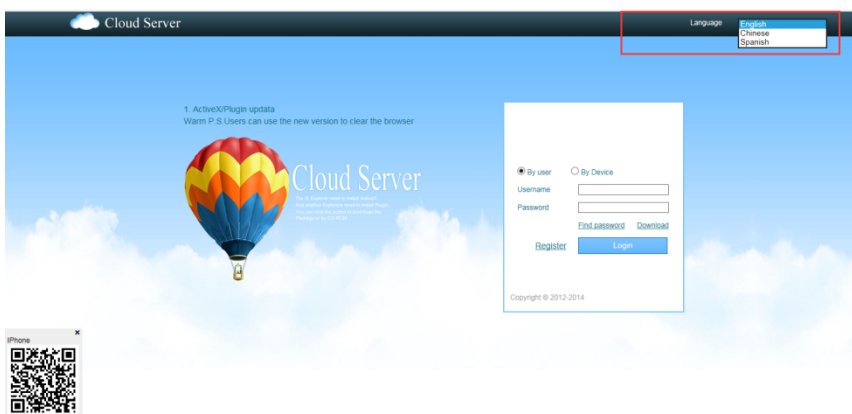 Cloud Server
Language
English
Chinese
Spanish
1. ActiveX/Plugin updata
Warm P.S.Users can use the new version to clear the browser
Cloud Server
By user
By Device
Username
Password
Find password
Download
Register
Login
Copyright © 2012-2014
IPhone